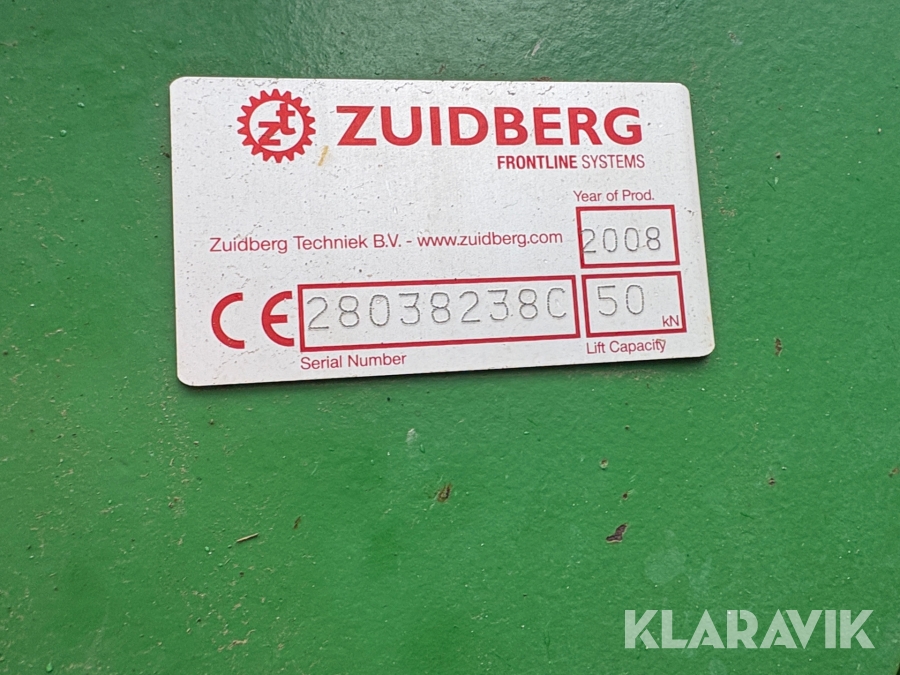 zt ZUIDBERG
FRONTLINE SYSTEMS
Year of Prod.
2008
Zuidberg Techniek B.V. - www.zuidberg.com
CE 28038238C 50 kN
Serial Number Lift Capacity
KLARAVIK